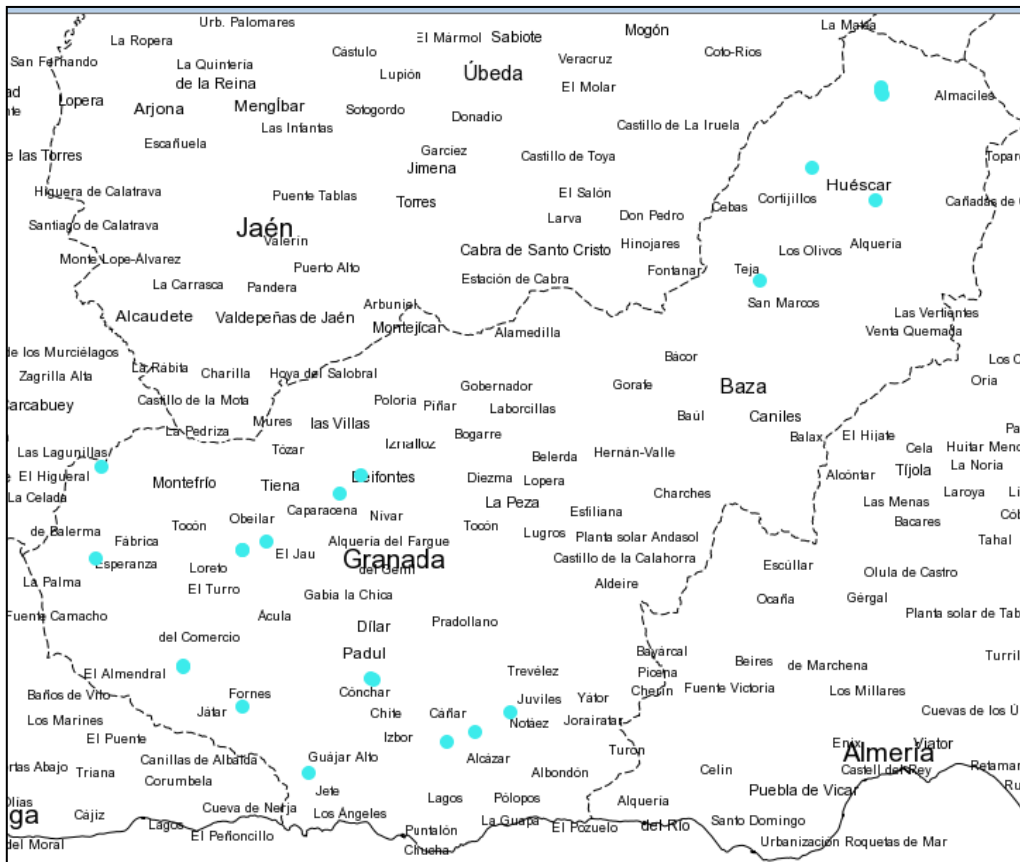 Urb. Palomares
La Matea
La Ropera
El Mármol
Sabiote
Mogón
Cástulo
Veracruz
Coto-Ríos
San Fernando
La Quintería
Lupión
Úbeda
de la Reina
El Molar
Lopera
Arjona
Mengíbar
Sotogordo
Donadio
Almaciles
Las Infantas
Castillo de La Iruela
Escañuela
Garcíez
Castillo de Toya
de las Torres
Jimena
Huéscar
Higuera de Calatrava
Puente Tablas
Torres
El Salón
Cortijillos
Cebas
Santiago de Calatrava
Jaén
Larva
Don Pedro
Valerín
Cabra de Santo Cristo
Hinojares
Los Olivos
Alquería
Monte Lope-Álvarez
Puerto Alto
Fontanar
Teja
La Carrasca
Pandera
Estación de Cabra
San Marcos
Arbuniel
Alcaudete
Valdepeñas de Jaén
Montejícar
Alamedilla
Las Vertientes
Venta Quemada
de los Murciélagos
Bácor
La Rábita
Charilla
Hoya del Salobral
Zagrilla Alta
Gobernador
Gorafe
Baza
Oria
Carcabuey
Castillo de la Mota
Poloria
Píñar
Laborcillas
Baúl
Caniles
La Pedriza
Mures
las Villas
Bogarre
Balax
El Hijate
Las Lagunillas
Tózar
Iznalloz
Belerda
Hernán-Valle
Cela
El Higueral
Montefrío
Tiena
Deifontes
Diezma
Lopera
Alcóntar
Tíjola
La Noria
La Celada
Caparacena
La Peza
Charches
Las Menas
Laroya
de Balerma
Tocón
Obeilar
Nívar
Tocón
Esfiliana
Bacares
Fábrica
El Jau
Alquería del Fargue
Lugros
Planta solar Andasol
Tahal
Esperanza
Loreto
Granada
Castillo de la Calahorra
Escúllar
La Palma
El Turro
del Genil
Aldeire
Olula de Castro
Gabia la Chica
Ocaña
Gérgal
Fuente Camacho
Ácula
Dílar
Pradollano
del Comercio
Padul
Bayárcal
Beires
de Marchena
El Almendral
Trevélez
Picena
Baños de Vilo
Fornes
Cónchar
Juviles
Yátor
Cherín
Fuente Victoria
Los Millares
Los Marines
Játar
Chite
Cáñar
Notáez
Jorairatar
El Puente
Izbor
Turón
Enix
Viator
Canillas de Albaida
Guájar Alto
Alcázar
Almería
Triana
Corumbela
Albondón
Celín
Castell del Rey
Jete
Puebla de Vícar
Cájiz
Cueva de Nerja
Los Ángeles
Lagos
Pólopos
Alquería
Lagos
El Peñoncillo
Puntalón
La Guapa
El Pozuelo
del Río
Santo Domingo
del Moral
Chucha
Urbanización Roquetas de Mar